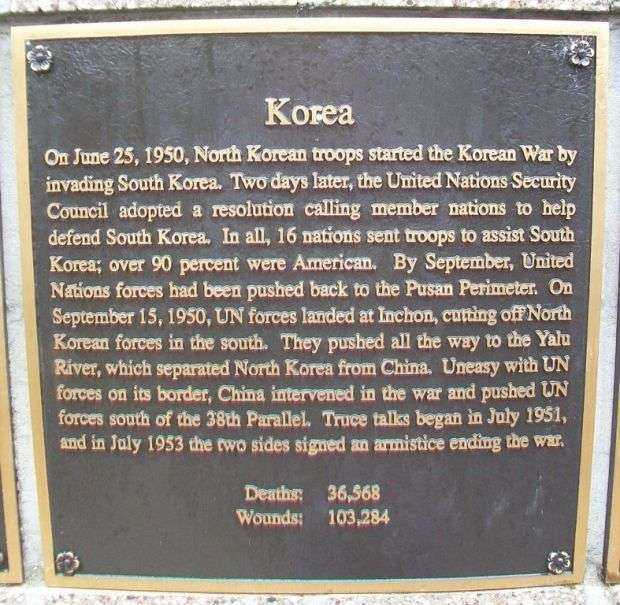 Korea
On June 25, 1950, North Korean troops started the Korean War by
invading South Korea. Two days later, the United Nations Security
Council adopted a resolution calling member nations to help
defend South Korea. In all, 16 nations sent troops to assist South
Korea; over 90 percent were American. By September, United
Nations forces had been pushed back to the Pusan Perimeter. On
September 15, 1950, UN forces landed at Inchon, cutting off North
Korean forces in the south. They pushed all the way to the Yalu
River, which separated North Korea from China. Uneasy with UN
forces on its border, China intervened in the war and pushed UN
forces south of the 38th Parallel. Truce talks began in July 1951,
and in July 1953 the two sides signed an armistice ending the war.
Deaths: 36,568
Wounds: 103,284